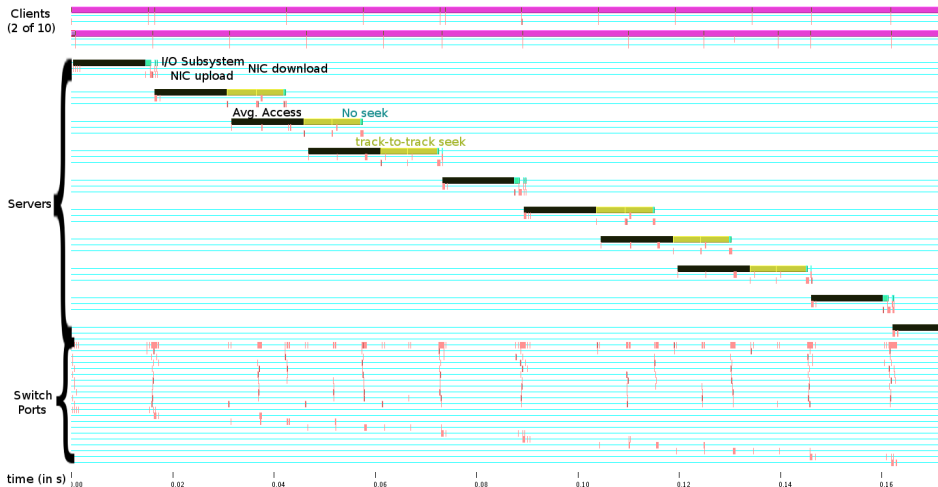 Clients
(2 of 10)
I/O Subsystem
NIC download
NIC upload
Avg. Access
No seek
track-to-track seek
Servers
Switch
Ports
time (in s)
0.00
0.02
0.04
0.06
0.08
0.10
0.12
0.14
0.16